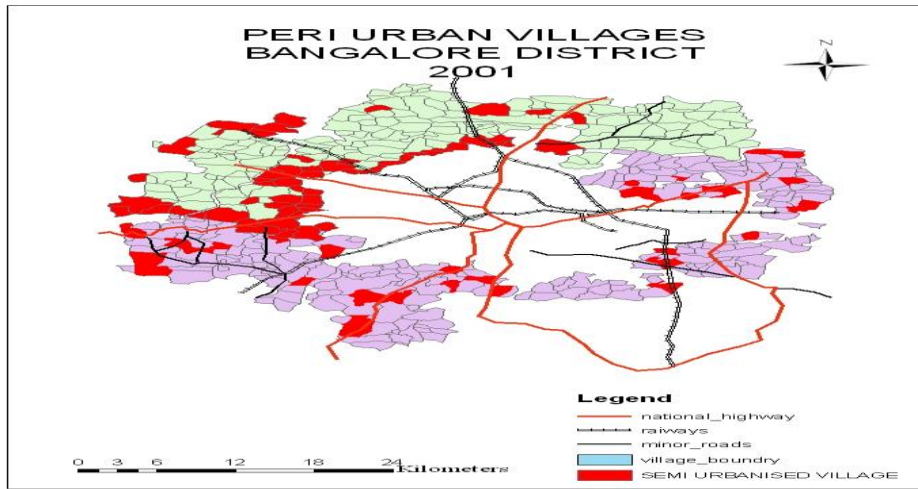 PERI URBAN VILLAGES
BANGALORE DISTRICT
2001
Z
Legend
national_highway
raiways
minor_roads
village_boundry
SEMI URBANISED VILLAGE
0 3 6 12 18 24
Kilometers